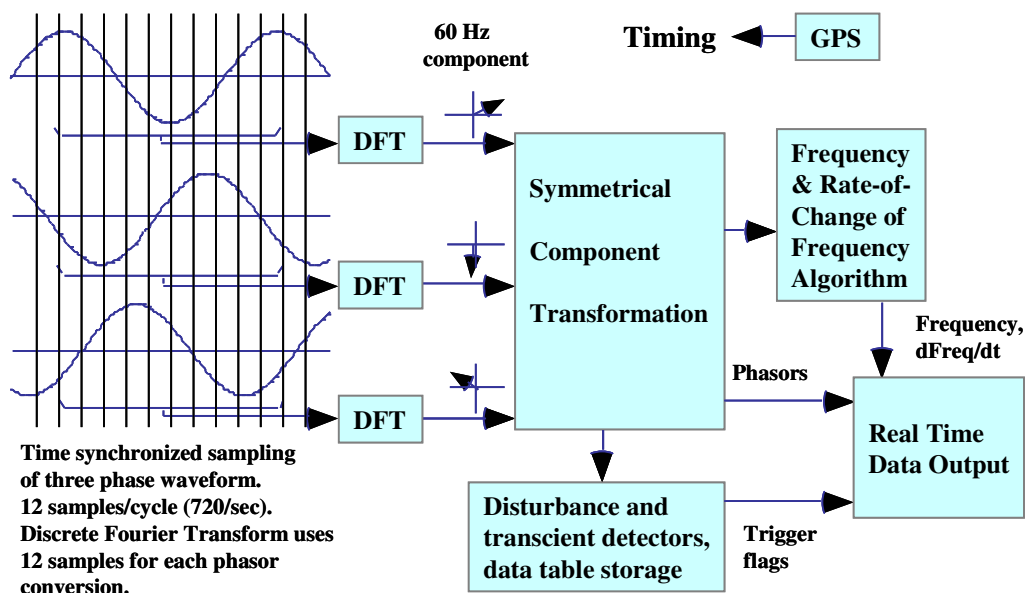 60 Hz
component
Timing
GPS
DFT
DFT
DFT
Symmetrical
Component
Transformation
Frequency
& Rate-of-
Change of
Frequency
Algorithm
Frequency,
dFreq/dt
Phasors
Real Time
Data Output
Time synchronized sampling
of three phase waveform.
12 samples/cycle (720/sec).
Discrete Fourier Transform uses
12 samples for each phasor
conversion.
Disturbance and
transcient detectors,
data table storage
Trigger
flags